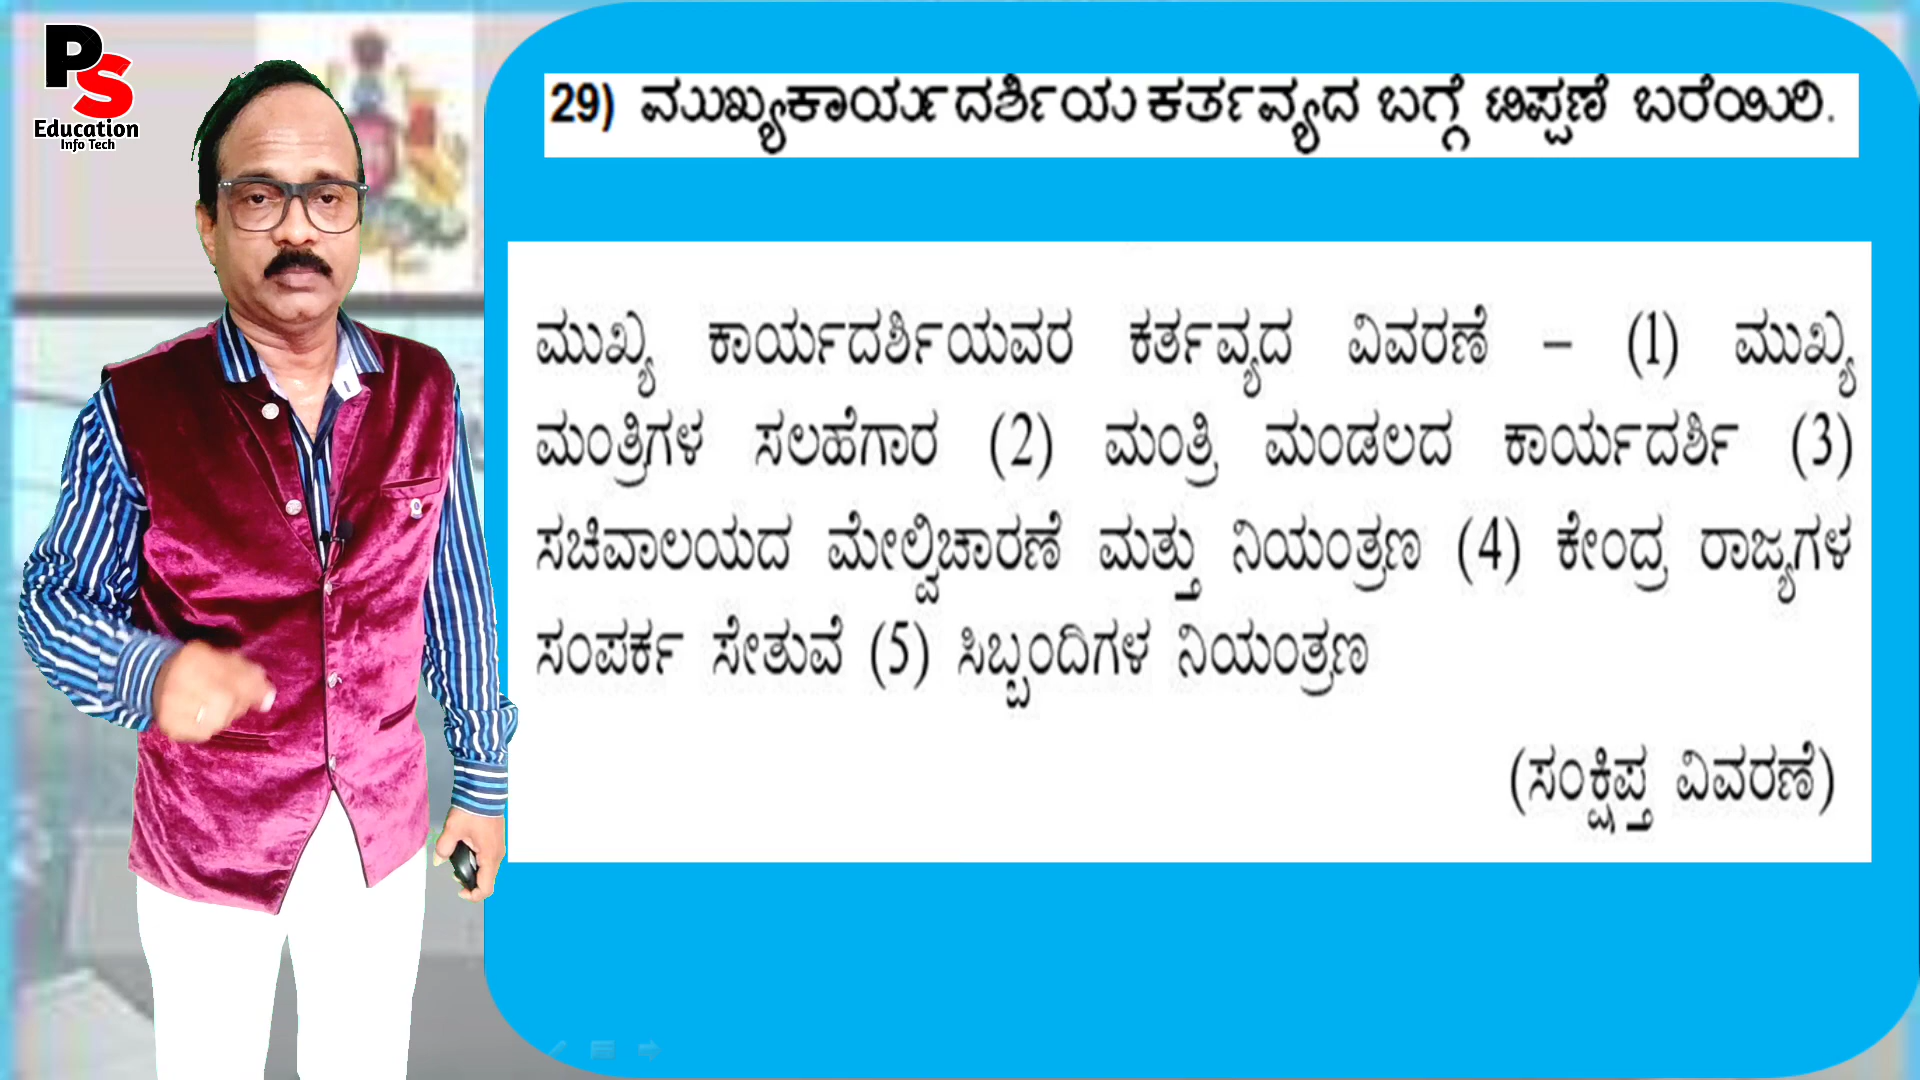 PS
Education
Info Tech
29) ಮುಖ್ಯಕಾರ್ಯದರ್ಶಿಯ ಕರ್ತವ್ಯದ ಬಗ್ಗೆ ಟಿಪ್ಪಣಿ ಬರೆಯಿರಿ.
ಮುಖ್ಯ ಕಾರ್ಯದರ್ಶಿಯವರ ಕರ್ತವ್ಯದ ವಿವರಣೆ – (1) ಮುಖ್ಯ
ಮಂತ್ರಿಗಳ ಸಲಹೆಗಾರ (2) ಮಂತ್ರಿ ಮಂಡಲದ ಕಾರ್ಯದರ್ಶಿ (3)
ಸಚಿವಾಲಯದ ಮೇಲ್ವಿಚಾರಣೆ ಮತ್ತು ನಿಯಂತ್ರಣ (4) ಕೇಂದ್ರ ರಾಜ್ಯಗಳ
ಸಂಪರ್ಕ ಸೇತುವೆ (5) ಸಿಬ್ಬಂದಿಗಳ ನಿಯಂತ್ರಣ
(ಸಂಕ್ಷಿಪ್ತ ವಿವರಣೆ)